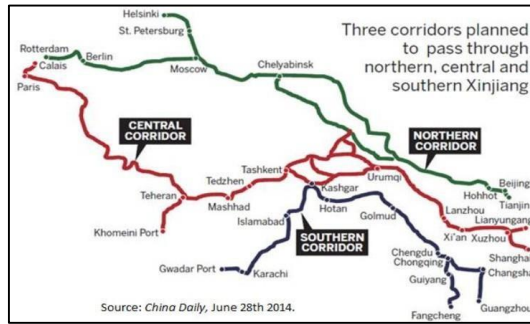 Three corridors planned
to pass through
northern, central and
southern Xinjiang
Helsinki
St. Petersburg
Rotterdam
Calais
Berlin
Paris
Moscow
Chelyabinsk
CENTRAL
CORRIDOR
NORTHERN
CORRIDOR
Tashkent
Urumqi
Beijing
Hohhot
Tianjin
Tedzhen
Kashgar
Teheran
Mashhad
Hotan
Golmud
Lanzhou
Lianyungang
Islamabad
Xi'an
Xuzhou
Khomeini Port
SOUTHERN
CORRIDOR
Shanghai
Chengdu
Chongqing
Changsha
Gwadar Port
Karachi
Guiyang
Guangzhou
Fangcheng
Source: China Daily, June 28th 2014.